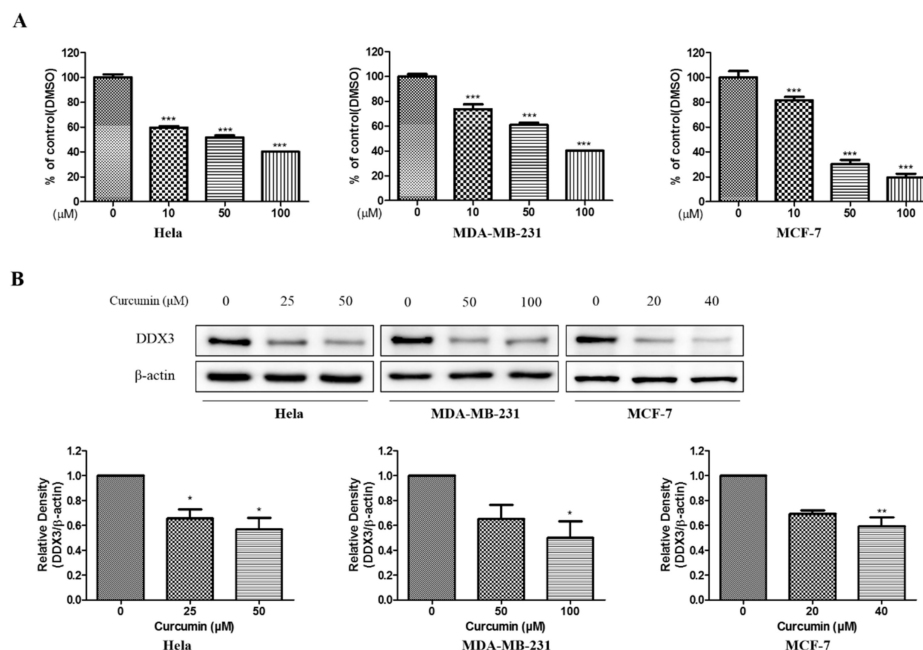 A
% of control(DMSO)
120
100
80
60
40
20
0
***
***
***
(µM)
0 10 50 100
Hela
% of control(DMSO)
120
100
80
60
40
20
0
***
***
***
(µM)
0 10 50 100
MDA-MB-231
% of control(DMSO)
120
100
80
60
40
20
0
***
***
***
(µM)
0 10 50 100
MCF-7
B
Curcumin (µM) 0 25 50 0 50 100 0 20 40
DDX3
β-actin
Hela MDA-MB-231 MCF-7
Relative Density
(DDX3/β-actin)
1.2
1.0
0.8
0.6
0.4
0.2
0.0
*
*
0 25 50
Curcumin (µM)
Hela
Relative Density
(DDX3/β-actin)
1.2
1.0
0.8
0.6
0.4
0.2
0.0
*
0 50 100
Curcumin (µM)
MDA-MB-231
Relative Density
(DDX3/β-actin)
1.2
1.0
0.8
0.6
0.4
0.2
0.0
**
0 20 40
Curcumin (µM)
MCF-7